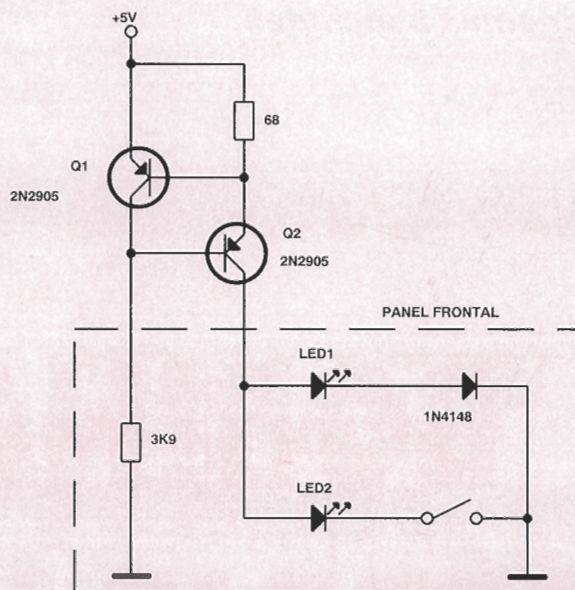 +5V
68
Q1
2N2905
Q2
2N2905
PANEL FRONTAL
LED1
1N4148
3K9
LED2